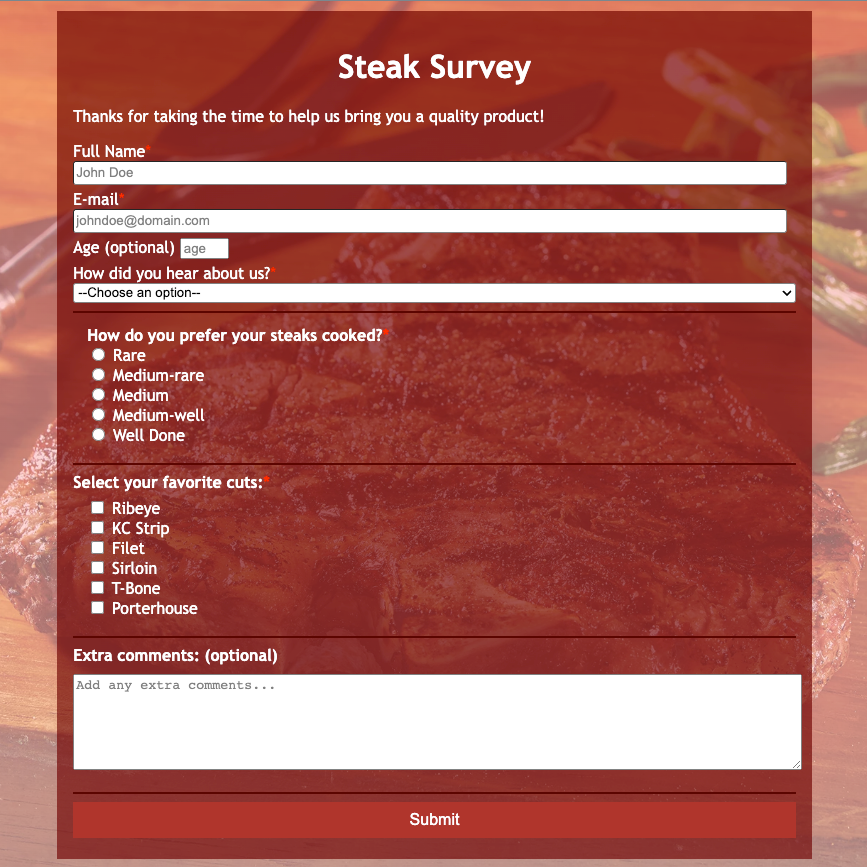 Steak Survey
Thanks for taking the time to help us bring you a quality product!
Full Name*
John Doe
E-mail*
johndoe@domain.com
Age (optional) age
How did you hear about us?*
--Choose an option--
How do you prefer your steaks cooked?*
Rare
Medium-rare
Medium
Medium-well
Well Done
Select your favorite cuts:*
Ribeye
KC Strip
Filet
Sirloin
T-Bone
Porterhouse
Extra comments: (optional)
Add any extra comments...
Submit